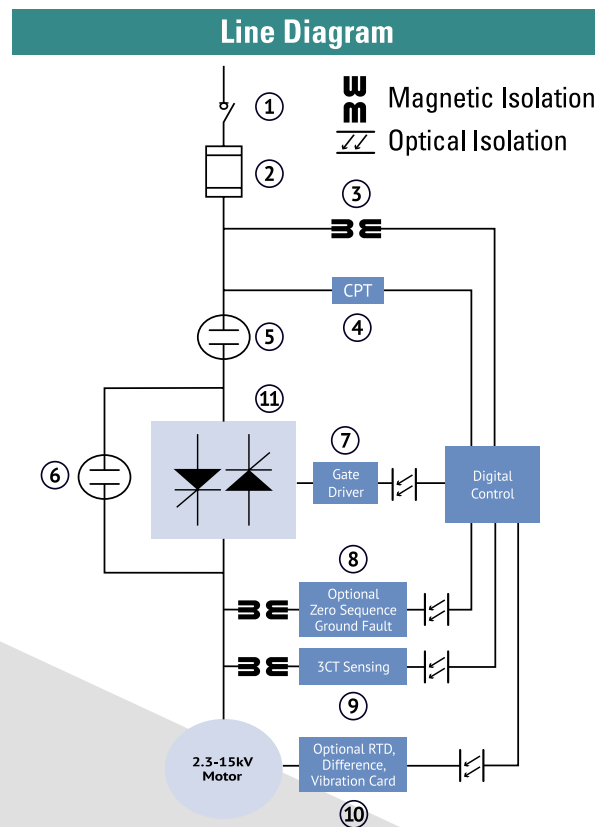 Line Diagram
1
Magnetic Isolation
Optical Isolation
2
3
CPT
4
5
11
6
7
Gate
Driver
Digital
Control
8
Optional
Zero Sequence
Ground Fault
3CT Sensing
9
2.3-15kV
Motor
Optional RTD,
Difference,
Vibration Card
10